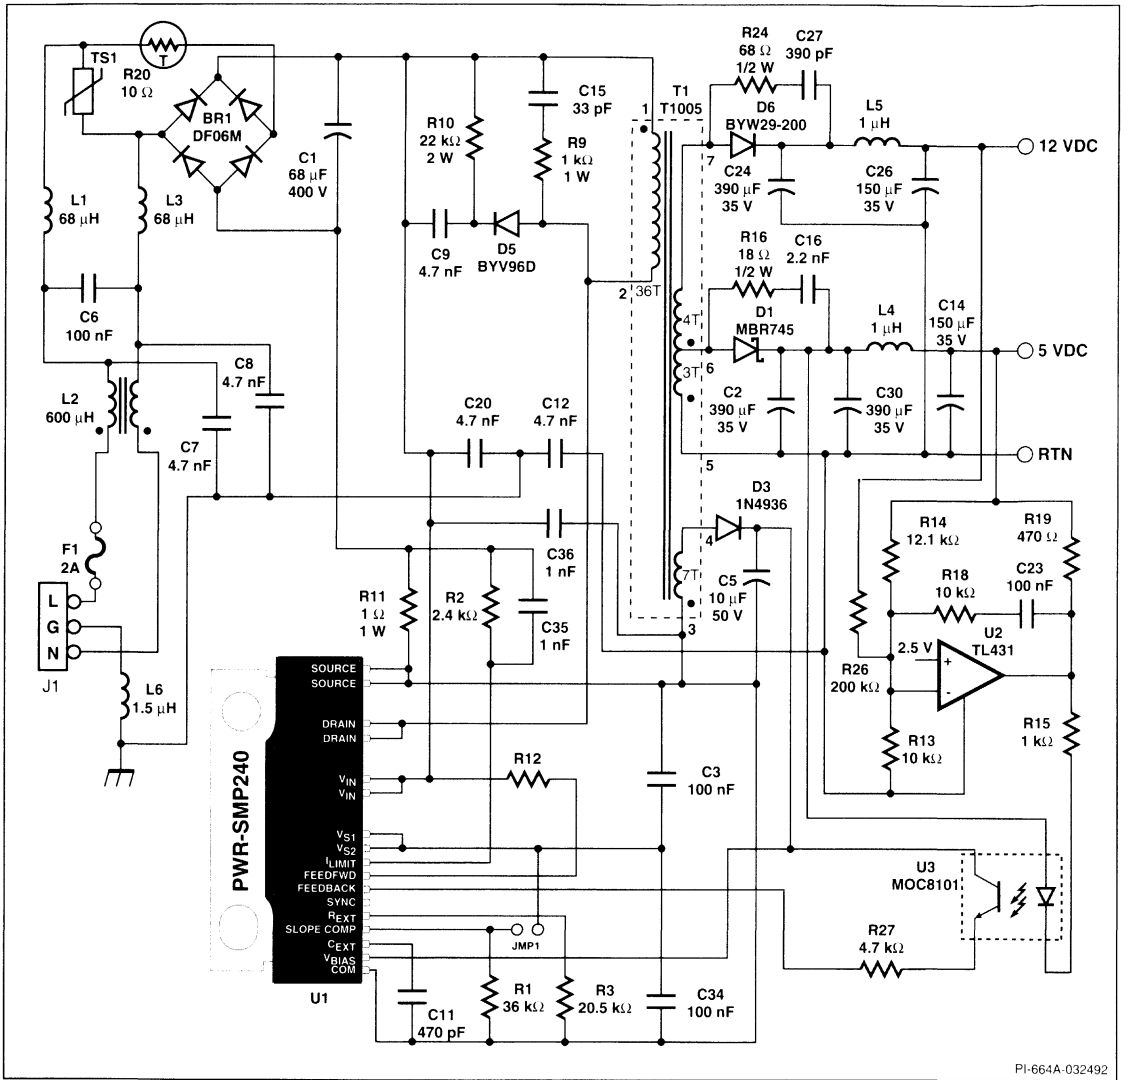 TS1
R20
10 Ω
T
BR1
DF06M
C1
68 µF
400 V
L1
68 µH
L3
68 µH
C6
100 nF
L2
600 µH
C8
4.7 nF
C7
4.7 nF
F1
2A
L
G
N
J1
L6
1.5 µH
R10
22 kΩ
2 W
C15
33 pF
R9
1 kΩ
1 W
C9
4.7 nF
D5
BYV96D
C20
4.7 nF
C12
4.7 nF
C36
1 nF
R11
1 Ω
1 W
R2
2.4 kΩ
C35
1 nF
T1
T1005
1
2
36T
7
4T
6
3T
5
4
7T
3
R24
68 Ω
1/2 W
C27
390 pF
D6
BYW29-200
L5
1 µH
12 VDC
C24
390 µF
35 V
C26
150 µF
35 V
R16
18 Ω
1/2 W
C16
2.2 nF
D1
MBR745
L4
1 µH
C14
150 µF
35 V
5 VDC
C2
390 µF
35 V
C30
390 µF
35 V
RTN
D3
1N4936
C5
10 µF
50 V
R14
12.1 kΩ
R19
470 Ω
R18
10 kΩ
C23
100 nF
U2
TL431
2.5 V
+
-
R26
200 kΩ
R13
10 kΩ
R15
1 kΩ
PWR-SMP240
SOURCE
SOURCE
DRAIN
DRAIN
VIN
VIN
VS1
VS2
ILIMIT
FEEDFWD
FEEDBACK
SYNC
REXT
SLOPE COMP
CEXT
VBIAS
COM
U1
R12
C3
100 nF
JMP1
C11
470 pF
R1
36 kΩ
R3
20.5 kΩ
C34
100 nF
U3
MOC8101
R27
4.7 kΩ
PI-664A-032492